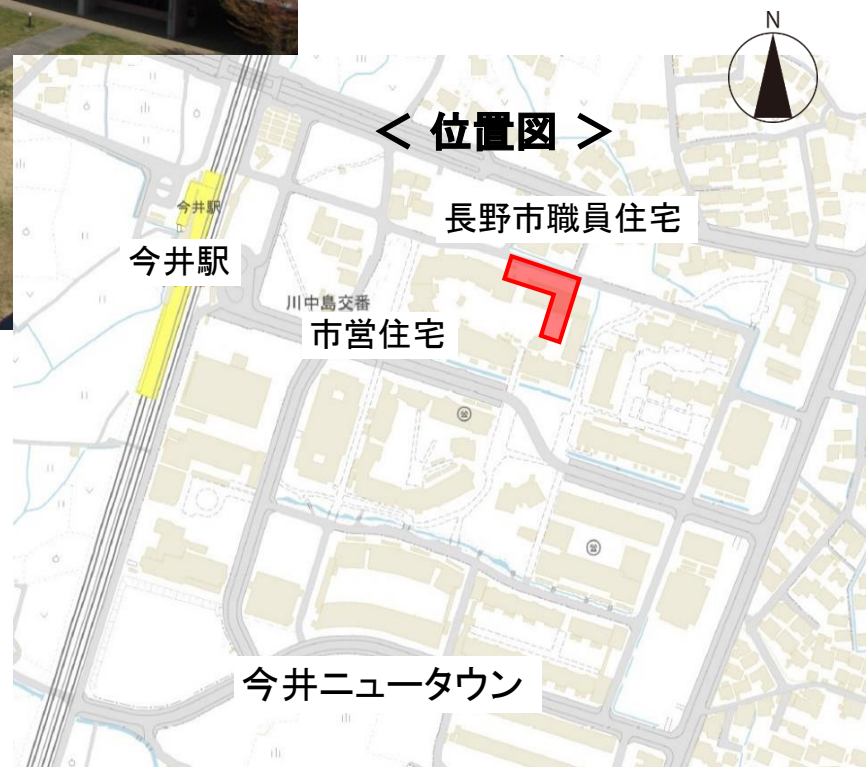 N
＜ 位置図 ＞
長野市職員住宅
今井駅
今井駅
川中島交番
市営住宅
今井ニュータウン